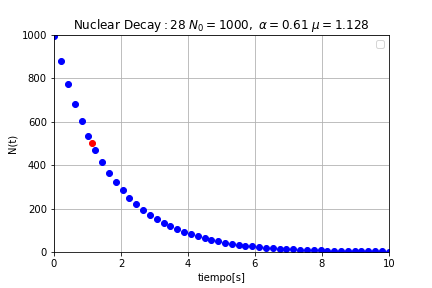 Nuclear Decay : 28 N₀ = 1000, α = 0.61 μ = 1.128
1000
800
600
400
200
0
N(t)
0 2 4 6 8 10
tiempo[s]